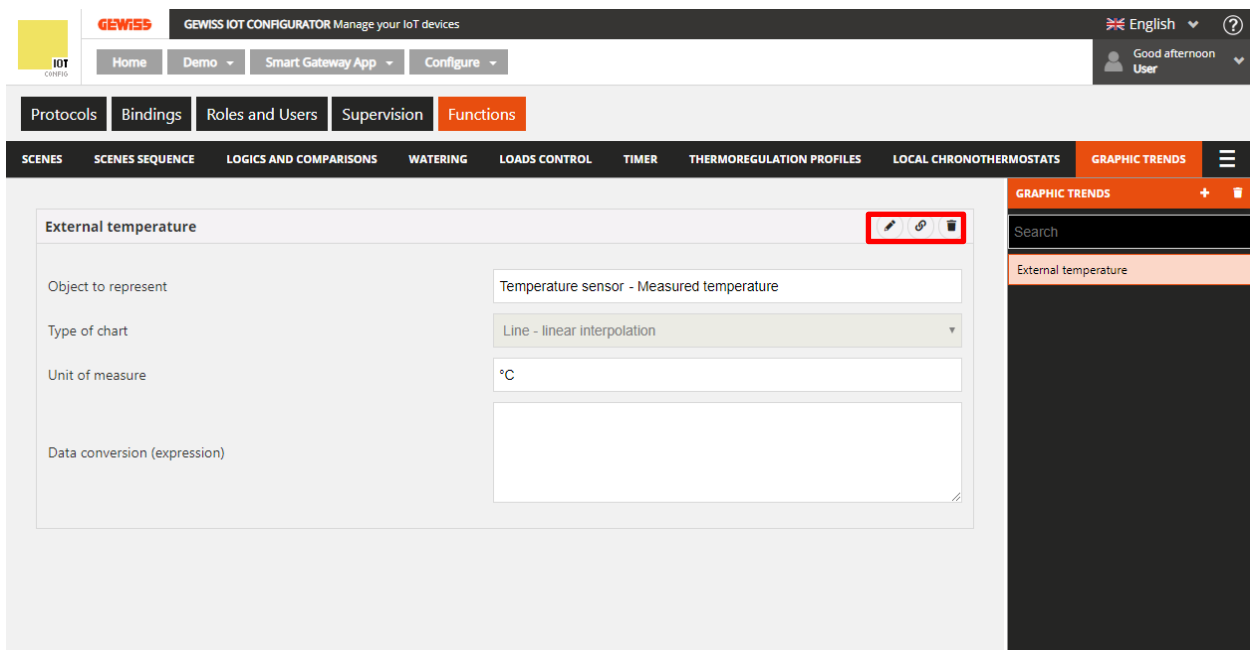 GEWISS GEWISS IOT CONFIGURATOR Manage your IoT devices English ?
IOT
CONFIG
Home Demo Smart Gateway App Configure
Good afternoon
User
Protocols Bindings Roles and Users Supervision Functions
SCENES SCENES SEQUENCE LOGICS AND COMPARISONS WATERING LOADS CONTROL TIMER THERMOREGULATION PROFILES LOCAL CHRONOTHERMOSTATS GRAPHIC TRENDS
GRAPHIC TRENDS +
Search
External temperature
External temperature
Object to represent Temperature sensor - Measured temperature
Type of chart Line - linear interpolation
Unit of measure °C
Data conversion (expression)